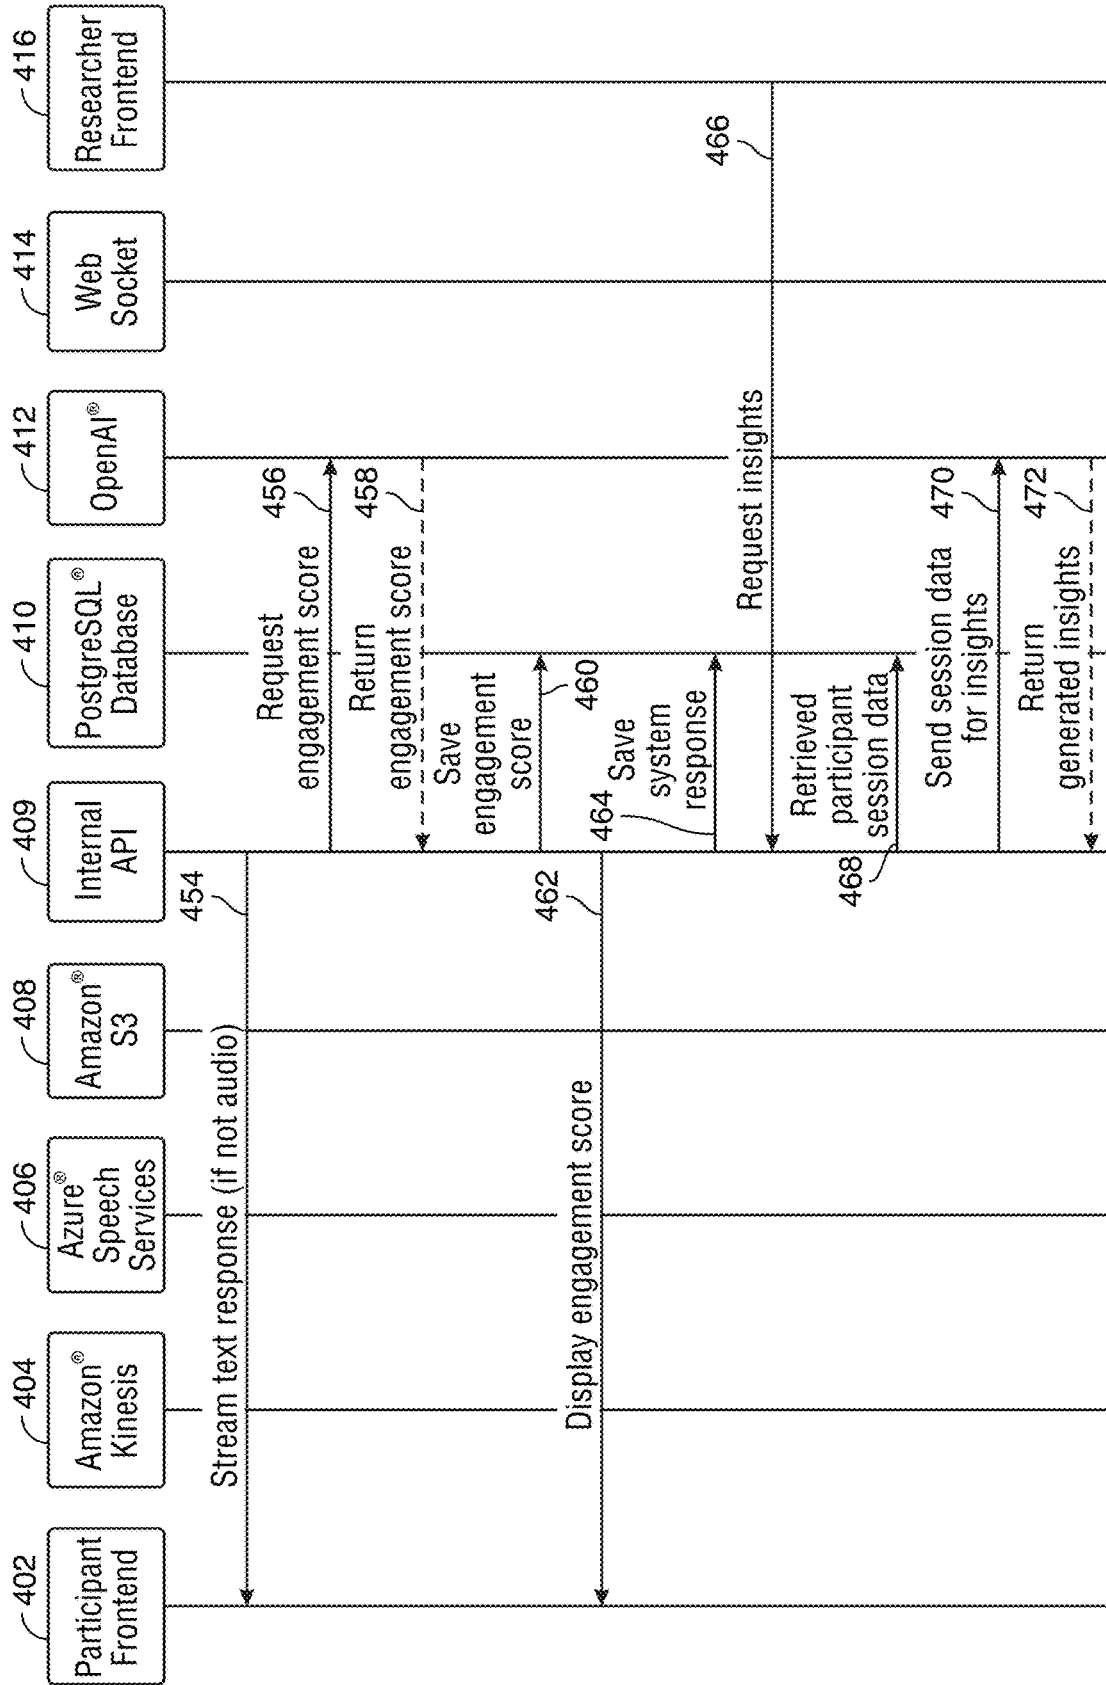 402
Participant
Frontend
404
Amazon®
Kinesis
406
Azure®
Speech
Services
408
Amazon®
S3
409
Internal
API
410
PostgreSQL®
Database
412
OpenAI®
414
Web
Socket
416
Researcher
Frontend
Stream text response (if not audio)
454
Request
engagement score
456
Return
engagement score
458
Save
engagement
score
460
Display engagement score
462
464
Save
system
response
Request insights
466
Retrieved
participant
session data
468
Send session data
for insights
470
Return
generated insights
472